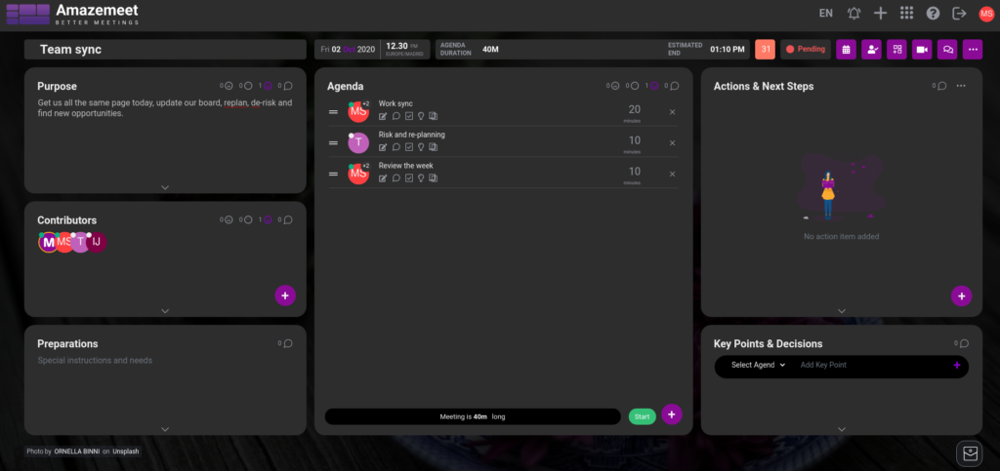 Amazemeet
BETTER MEETINGS
EN
MS
Team sync
Fri 02 Oct 2020
12.30 PM
EUROPE/MADRID
AGENDA
DURATION
40M
ESTIMATED
END
01:10 PM
31
Pending
Purpose
0 0 1 0
Get us all the same page today, update our board, replan, de-risk and
find new opportunities.
Contributors
0 0 1 0
M MS T IJ
+
Preparations
0
Special instructions and needs
Agenda
0 0 1 0
MS +2
Work sync
20
minutes
T
Risk and re-planning
10
minutes
MS +2
Review the week
10
minutes
Meeting is 40m long
Start
+
Actions & Next Steps
0
No action item added
+
Key Points & Decisions
0
Select Agend
Add Key Point
+
Photo by ORNELLA BINNI on Unsplash